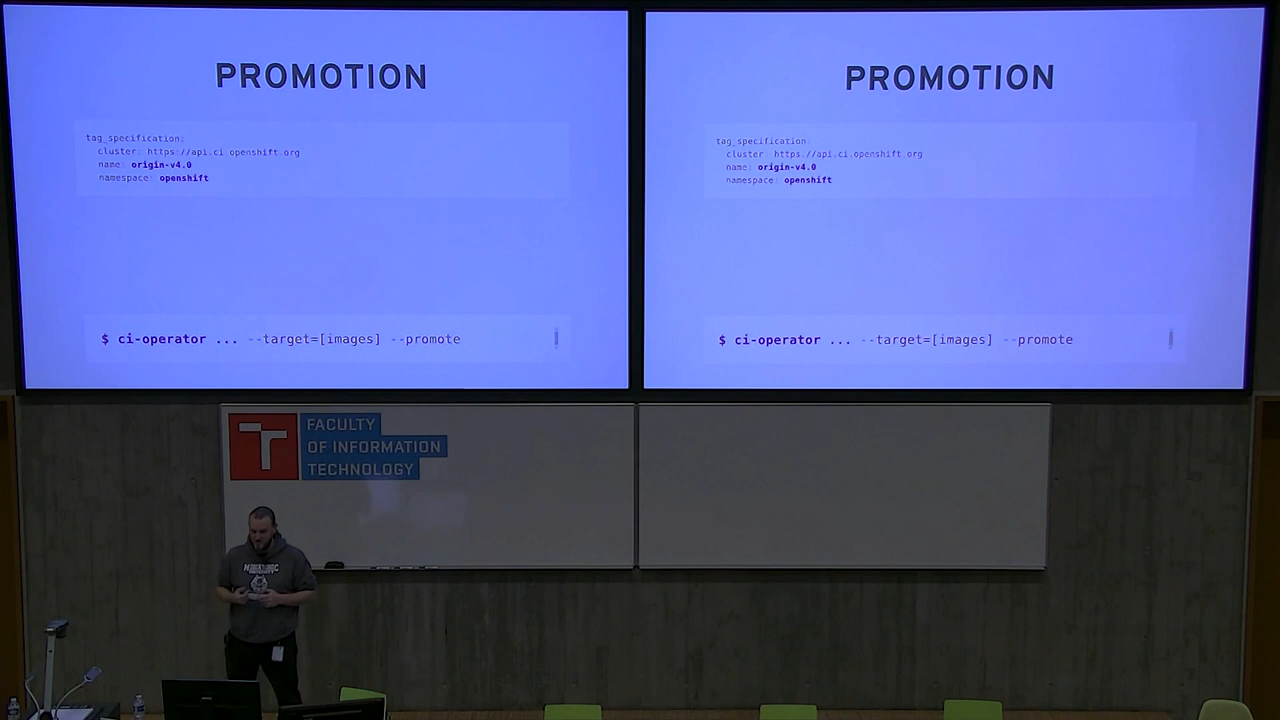 PROMOTION
tag_specification:
cluster: https://api.ci.openshift.org
name: origin-v4.0
namespace: openshift
$ ci-operator ... --target=[images] --promote
PROMOTION
tag_specification:
cluster: https://api.ci.openshift.org
name: origin-v4.0
namespace: openshift
$ ci-operator ... --target=[images] --promote
FACULTY
OF INFORMATION
TECHNOLOGY